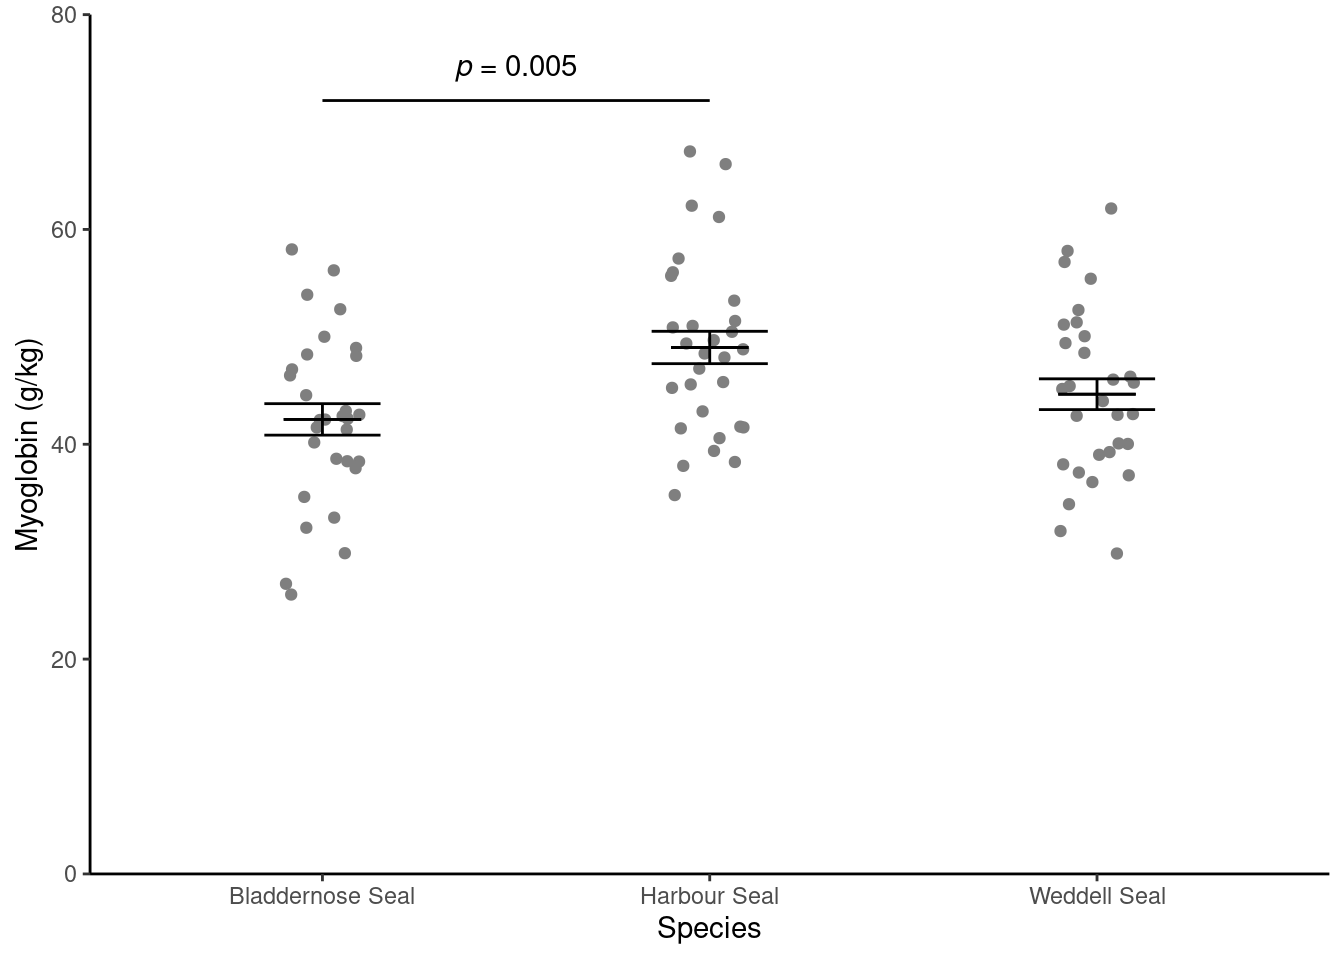 80
p = 0.005
60
40
20
0
Myoglobin (g/kg)
Bladdernose Seal Harbour Seal Weddell Seal
Species